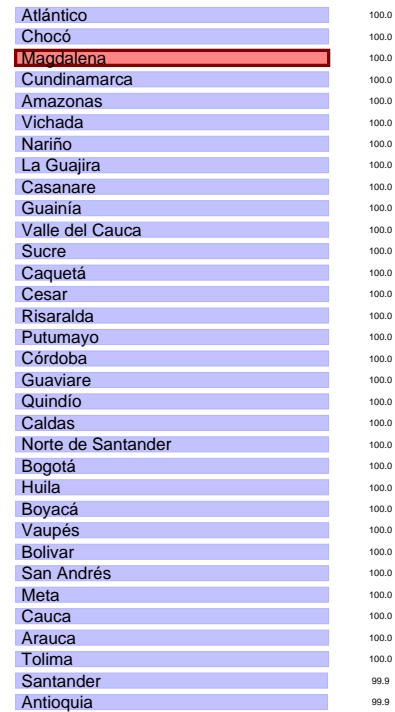 Atlántico 100.0
Chocó 100.0
Magdalena 100.0
Cundinamarca 100.0
Amazonas 100.0
Vichada 100.0
Nariño 100.0
La Guajira 100.0
Casanare 100.0
Guainía 100.0
Valle del Cauca 100.0
Sucre 100.0
Caquetá 100.0
Cesar 100.0
Risaralda 100.0
Putumayo 100.0
Córdoba 100.0
Guaviare 100.0
Quindío 100.0
Caldas 100.0
Norte de Santander 100.0
Bogotá 100.0
Huila 100.0
Boyacá 100.0
Vaupés 100.0
Bolivar 100.0
San Andrés 100.0
Meta 100.0
Cauca 100.0
Arauca 100.0
Tolima 100.0
Santander 99.9
Antioquia 99.9